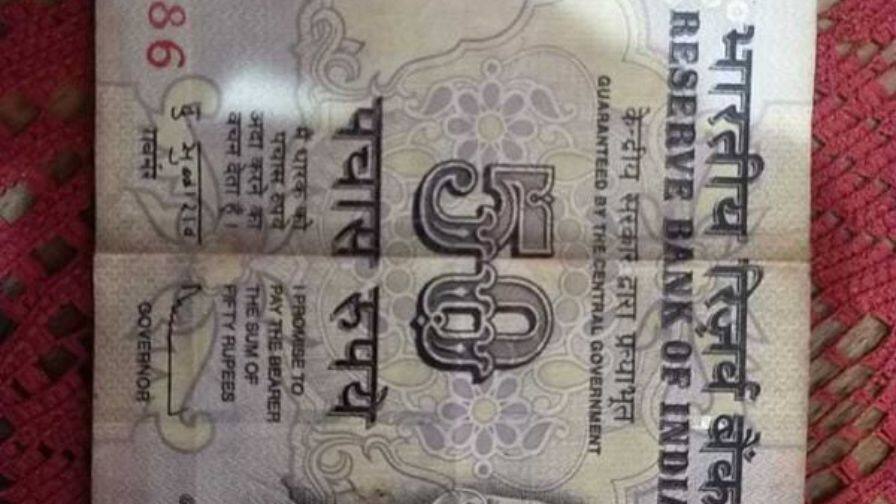 भारतीय रिज़र्व बैंक
RESERVE BANK OF INDIA
केन्द्रीय सरकार द्वारा प्रत्याभूत
GUARANTEED BY THE CENTRAL GOVERNMENT
50
पचास रुपये
मैं धारक को
पचास रुपये
अदा करने का
वचन देता हूँ ।
गवर्नर
I PROMISE TO
PAY THE BEARER
THE SUM OF
FIFTY RUPEES
GOVERNOR
86